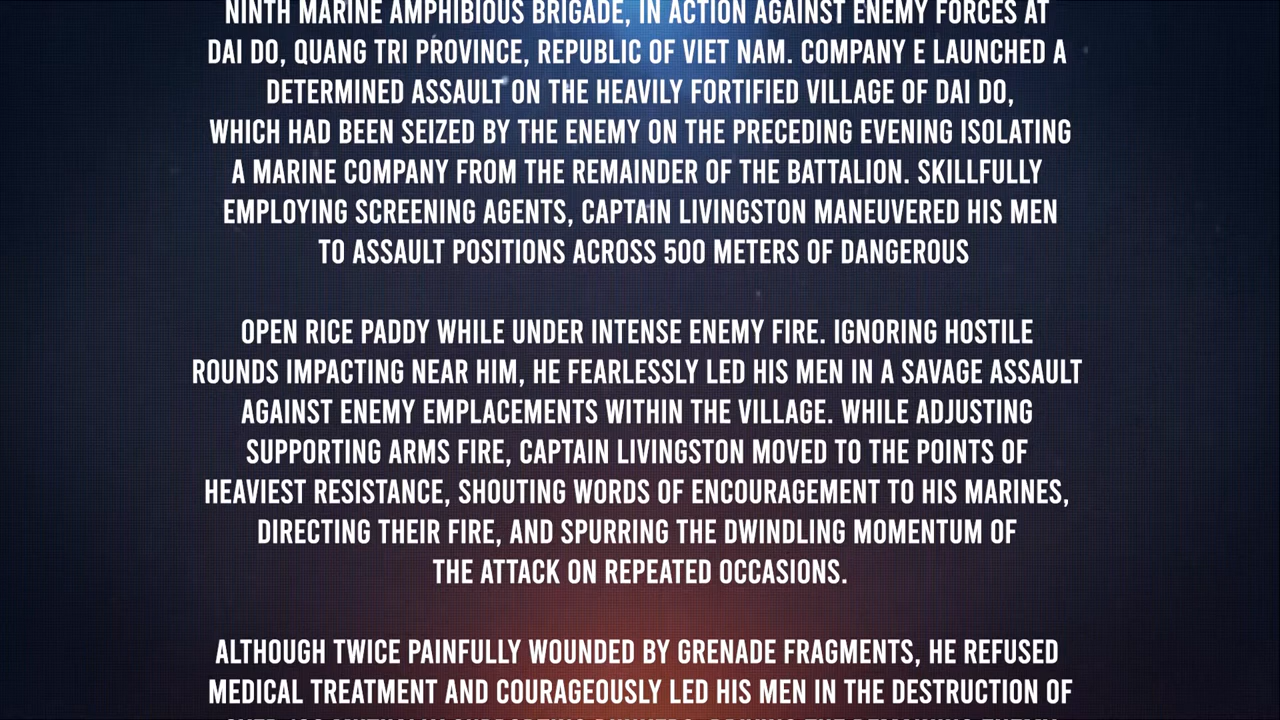 NINTH MARINE AMPHIBIOUS BRIGADE, IN ACTION AGAINST ENEMY FORCES AT
DAI DO, QUANG TRI PROVINCE, REPUBLIC OF VIET NAM. COMPANY E LAUNCHED A
DETERMINED ASSAULT ON THE HEAVILY FORTIFIED VILLAGE OF DAI DO,
WHICH HAD BEEN SEIZED BY THE ENEMY ON THE PRECEDING EVENING ISOLATING
A MARINE COMPANY FROM THE REMAINDER OF THE BATTALION. SKILLFULLY
EMPLOYING SCREENING AGENTS, CAPTAIN LIVINGSTON MANEUVERED HIS MEN
TO ASSAULT POSITIONS ACROSS 500 METERS OF DANGEROUS
OPEN RICE PADDY WHILE UNDER INTENSE ENEMY FIRE. IGNORING HOSTILE
ROUNDS IMPACTING NEAR HIM, HE FEARLESSLY LED HIS MEN IN A SAVAGE ASSAULT
AGAINST ENEMY EMPLACEMENTS WITHIN THE VILLAGE. WHILE ADJUSTING
SUPPORTING ARMS FIRE, CAPTAIN LIVINGSTON MOVED TO THE POINTS OF
HEAVIEST RESISTANCE, SHOUTING WORDS OF ENCOURAGEMENT TO HIS MARINES,
DIRECTING THEIR FIRE, AND SPURRING THE DWINDLING MOMENTUM OF
THE ATTACK ON REPEATED OCCASIONS.
ALTHOUGH TWICE PAINFULLY WOUNDED BY GRENADE FRAGMENTS, HE REFUSED
MEDICAL TREATMENT AND COURAGEOUSLY LED HIS MEN IN THE DESTRUCTION OF